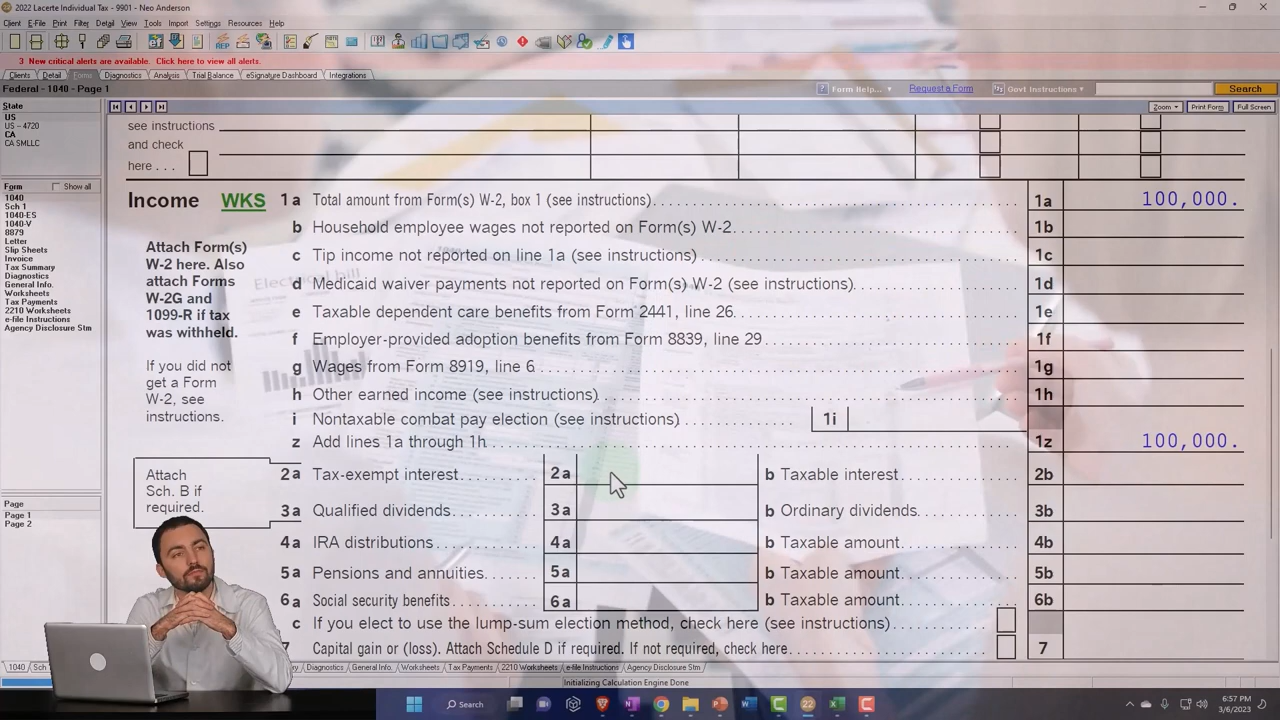 2022 Lacerte Individual Tax - 9901 - Neo Anderson
Client E-File Print Filter Detail View Tools Import Settings Resources Help
3 New critical alerts are available. Click here to view all alerts.
Clients Detail Forms Diagnostics Analysis Trial Balance eSignature Dashboard Integrations
Federal - 1040 - Page 1
Form Help... Request a Form Govt Instructions Search
Zoom Print Form Full Screen
State
US
US - 4720
CA
CA SMLLC
Form Show all
1040
Sch 1
1040-ES
1040-V
8879
Letter
Slip Sheets
Invoice
Tax Summary
Diagnostics
General Info.
Worksheets
Tax Payments
2210 Worksheets
e-file Instructions
Agency Disclosure Stm
Page
Page 1
Page 2
see instructions
and check
here . . .
Income WKS 1a Total amount from Form(s) W-2, box 1 (see instructions) 1a 100,000.
b Household employee wages not reported on Form(s) W-2 1b
c Tip income not reported on line 1a (see instructions) 1c
d Medicaid waiver payments not reported on Form(s) W-2 (see instructions) 1d
e Taxable dependent care benefits from Form 2441, line 26 1e
f Employer-provided adoption benefits from Form 8839, line 29 1f
g Wages from Form 8919, line 6 1g
h Other earned income (see instructions) 1h
i Nontaxable combat pay election (see instructions) 1i
z Add lines 1a through 1h 1z 100,000.
Attach Form(s)
W-2 here. Also
attach Forms
W-2G and
1099-R if tax
was withheld.
If you did not
get a Form
W-2, see
instructions.
Attach
Sch. B if
required.
2a Tax-exempt interest 2a b Taxable interest 2b
3a Qualified dividends 3a b Ordinary dividends 3b
4a IRA distributions 4a b Taxable amount 4b
5a Pensions and annuities 5a b Taxable amount 5b
6a Social security benefits 6a b Taxable amount 6b
c If you elect to use the lump-sum election method, check here (see instructions)
7 Capital gain or (loss). Attach Schedule D if required. If not required, check here 7
1040 Sch Diagnostics General Info. Worksheets Tax Payments 2210 Worksheets e-file Instructions Agency Disclosure Stm
Initializing Calculation Engine Done
Search
6:57 PM
3/6/2023